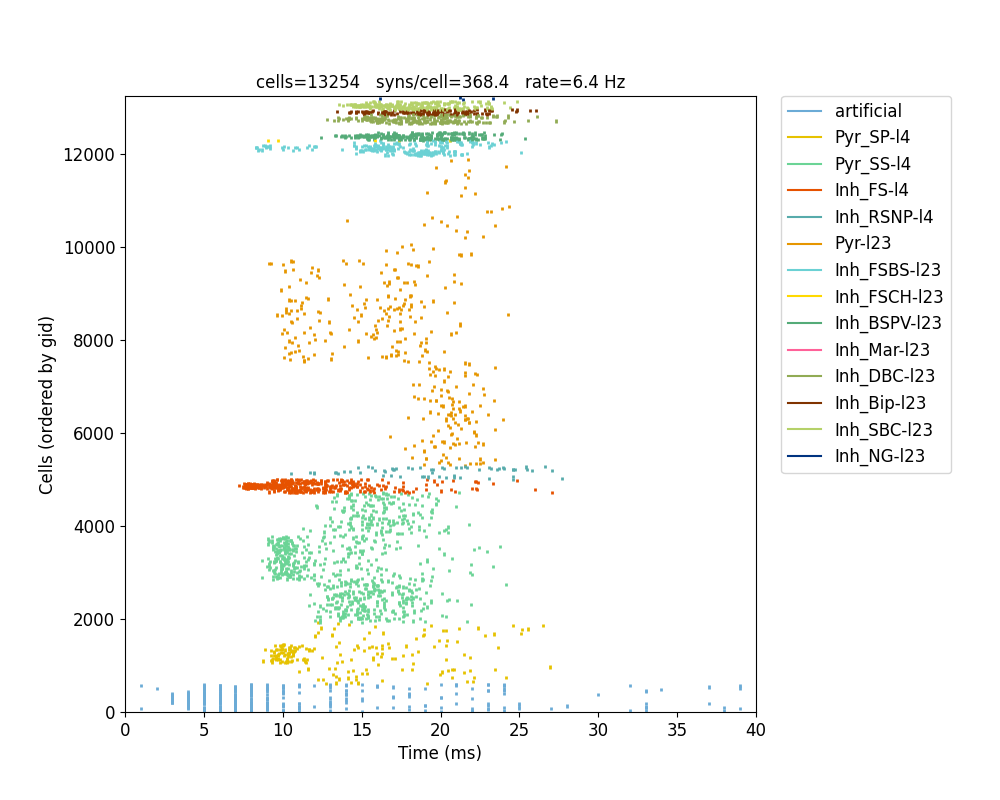 cells=13254   syns/cell=368.4   rate=6.4 Hz
artificial
Pyr_SP-l4
Pyr_SS-l4
Inh_FS-l4
Inh_RSNP-l4
Pyr-l23
Inh_FSBS-l23
Inh_FSCH-l23
Inh_BSPV-l23
Inh_Mar-l23
Inh_DBC-l23
Inh_Bip-l23
Inh_SBC-l23
Inh_NG-l23
Cells (ordered by gid)
12000
10000
8000
6000
4000
2000
0
0 5 10 15 20 25 30 35 40
Time (ms)